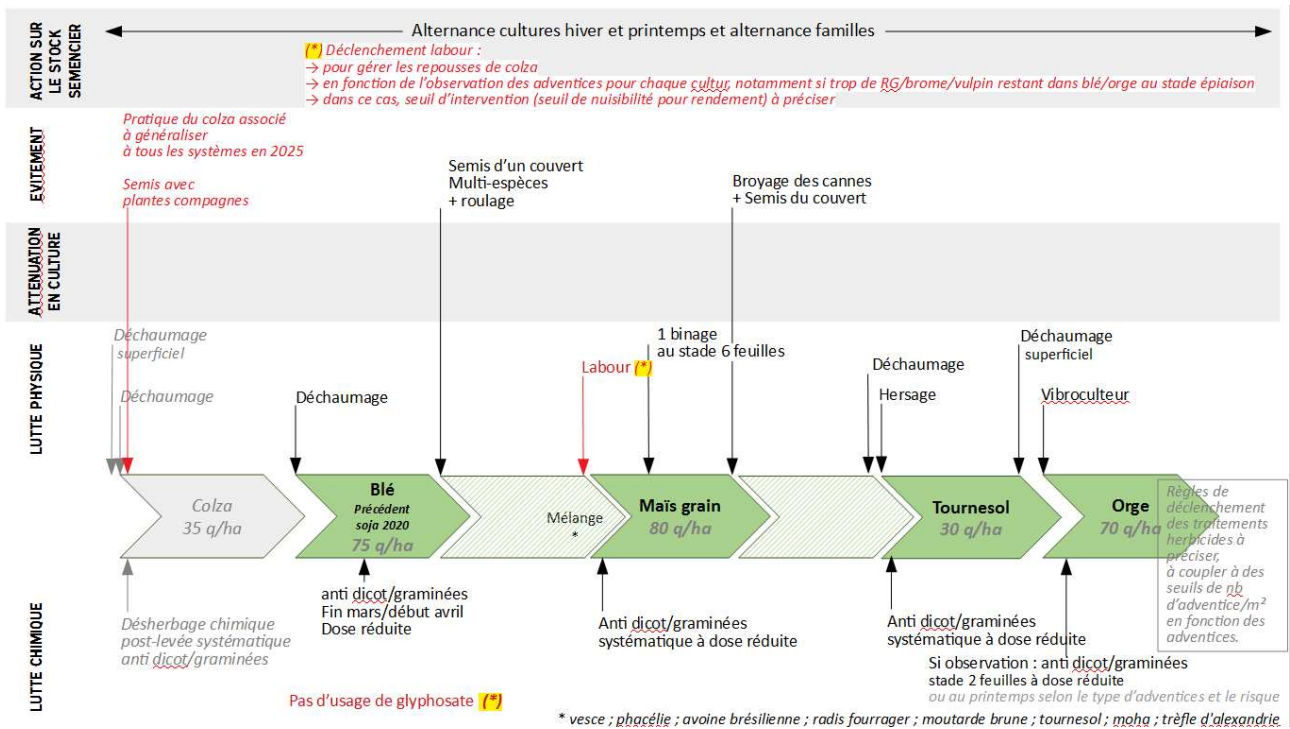 ACTION SUR
LE STOCK
SEMENCIER
Alternance cultures hiver et printemps et alternance familles
(*) Déclenchement labour :
→ pour gérer les repousses de colza
→ en fonction de l'observation des adventices pour chaque cultur, notamment si trop de RG/brome/vulpin restant dans blé/orge au stade épiaison
→ dans ce cas, seuil d'intervention (seuil de nuisibilité pour rendement) à préciser
EVITEMENT
Pratique du colza associé
à généraliser
à tous les systèmes en 2025
Semis avec
plantes compagnes
Semis d'un couvert
Multi-espèces
+ roulage
Broyage des cannes
+ Semis du couvert
ATTENUATION
EN CULTURE
LUTTE PHYSIQUE
Déchaumage
superficiel
Déchaumage
Déchaumage
Labour (*)
1 binage
au stade 6 feuilles
Déchaumage
Hersage
Déchaumage
superficiel
Vibroculteur
Colza
35 q/ha
Blé
Précédent
soja 2020
75 q/ha
Mélange
*
Maïs grain
80 q/ha
Tournesol
30 q/ha
Orge
70 q/ha
Règles de
déclenchement
des traitements
herbicides à
préciser,
à coupler à des
seuils de nb
d'adventice/m²
en fonction des
adventices.
LUTTE CHIMIQUE
Désherbage chimique
post-levée systématique
anti dicot/graminées
anti dicot/graminées
Fin mars/début avril
Dose réduite
Anti dicot/graminées
systématique à dose réduite
Anti dicot/graminées
systématique à dose réduite
Si observation : anti dicot/graminées
stade 2 feuilles à dose réduite
ou au printemps selon le type d'adventices et le risque
Pas d'usage de glyphosate (*)
* vesce ; phacélie ; avoine brésilienne ; radis fourrager ; moutarde brune ; tournesol ; moha ; trèfle d'alexandrie